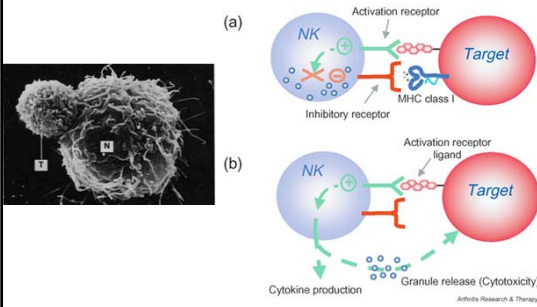 (a)
Activation receptor
NK
+
−
Target
MHC class I
Inhibitory receptor
T
N
(b)
Activation receptor
ligand
NK
+
Target
Granule release (Cytotoxicity)
Cytokine production
Arthritis Research & Therapy